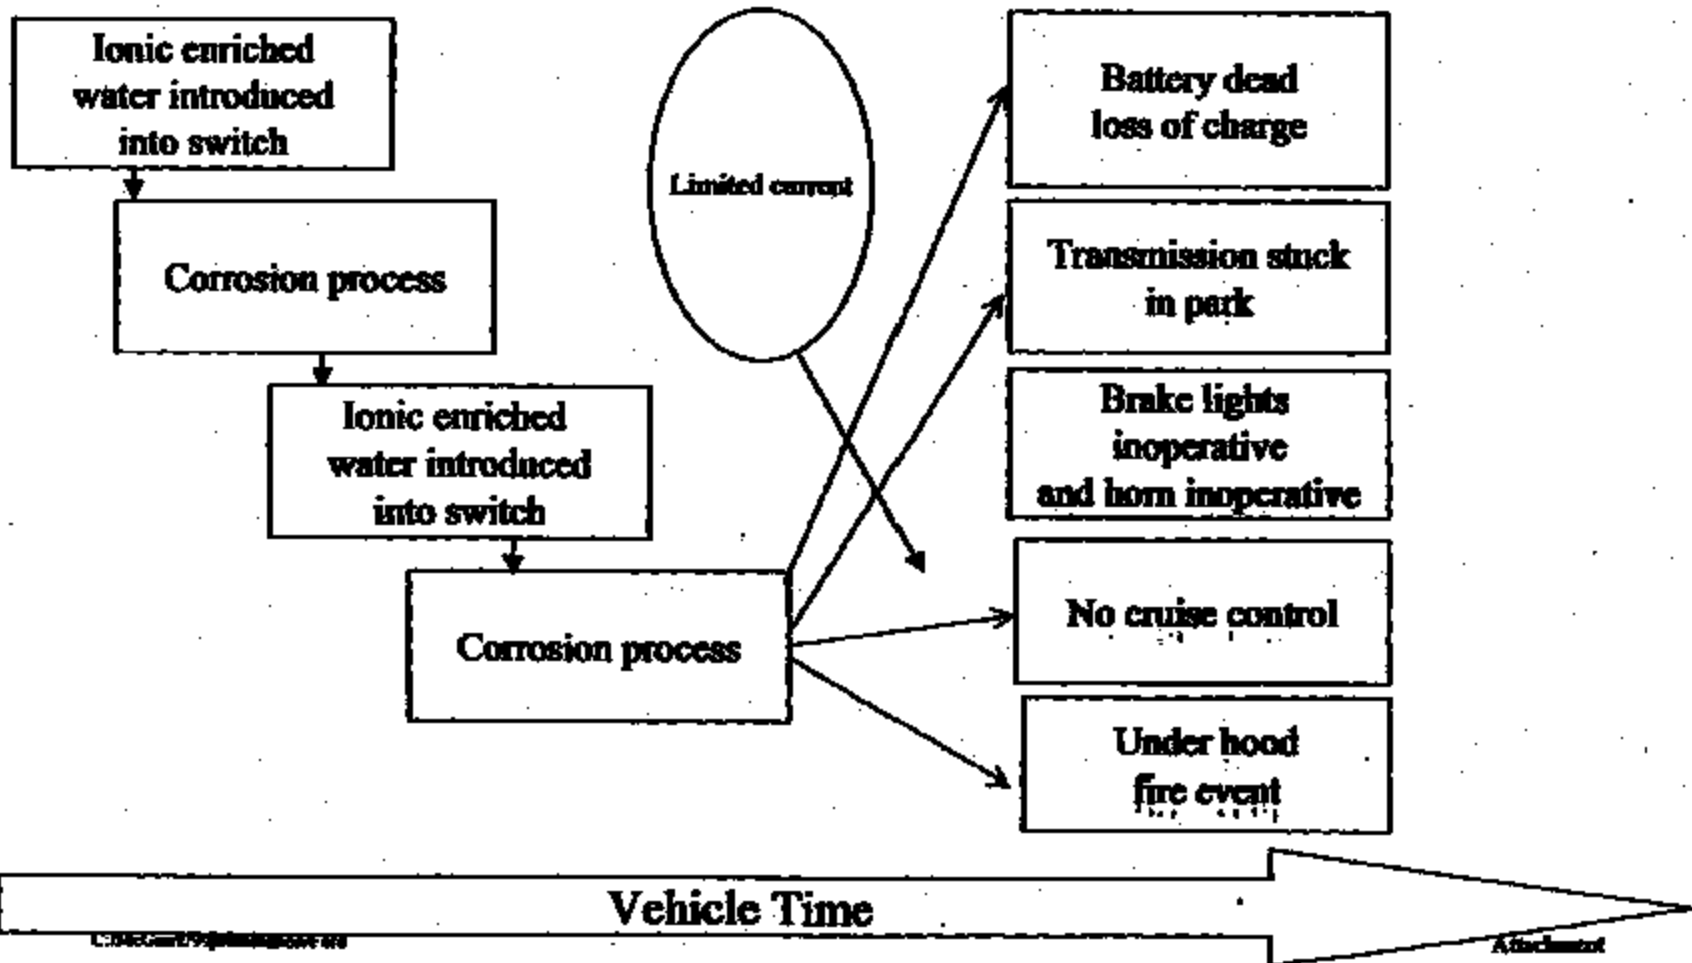 Ionic enriched
water introduced
into switch
Corrosion process
Ionic enriched
water introduced
into switch
Corrosion process
Limited current
Battery dead
loss of charge
Transmission stuck
in park
Brake lights
inoperative
and horn inoperative
No cruise control
Under hood
fire event
Vehicle Time
Attachment